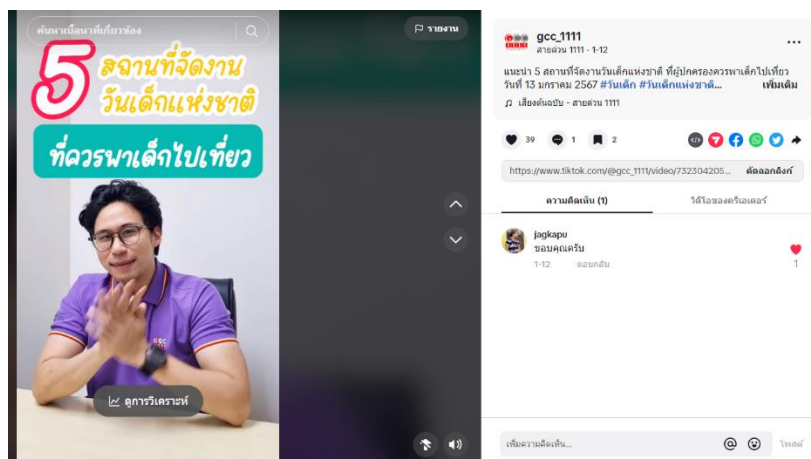 ค้นหาเนื้อหาที่เกี่ยวข้อง
รายงาน
5 สถานที่จัดงาน
วันเด็กแห่งชาติ
ที่ควรพาเด็กไปเที่ยว
gcc
1111
ดูการวิเคราะห์
gcc_1111
สายด่วน 1111 · 1-12
แนะนำ 5 สถานที่จัดงานวันเด็กแห่งชาติ ที่ผู้ปกครองควรพาเด็กไปเที่ยว
วันที่ 13 มกราคม 2567 #วันเด็ก #วันเด็กแห่งชาติ... เพิ่มเติม
เสียงต้นฉบับ - สายด่วน 1111
39 1 2
https://www.tiktok.com/@gcc_1111/video/732304205... คัดลอกลิงก์
ความคิดเห็น (1) วิดีโอของครีเอเตอร์
jagkapu
ขอบคุณครับ
1-12 ตอบกลับ 1
เพิ่มความคิดเห็น... โพสต์